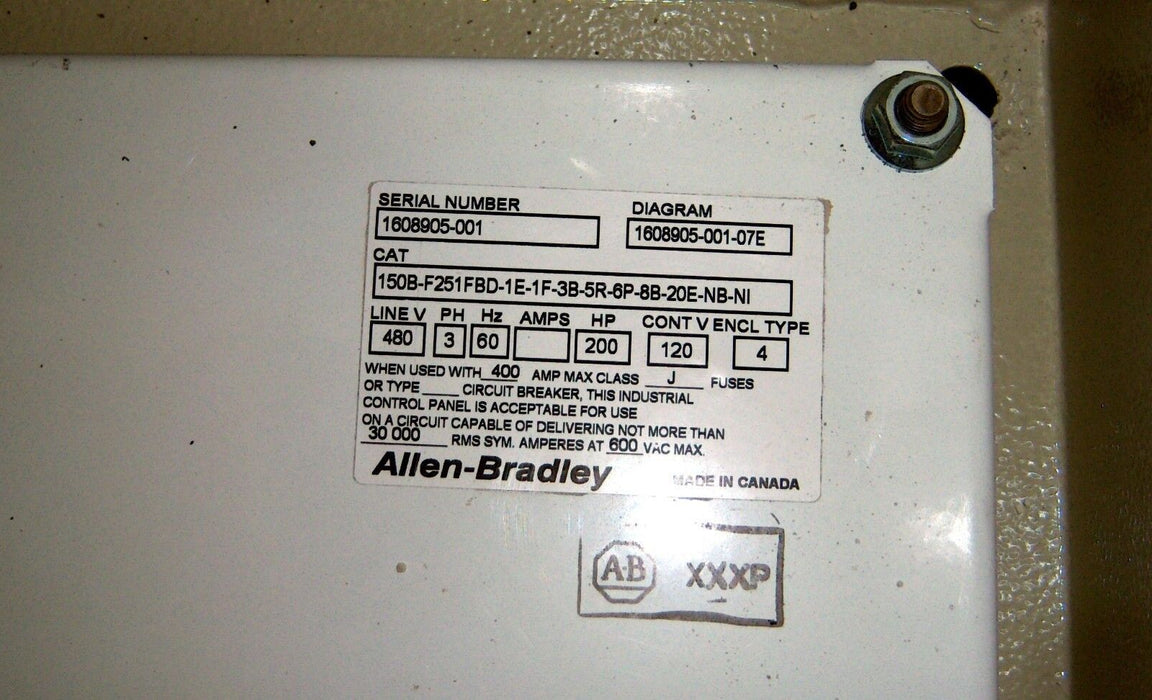 SERIAL NUMBER DIAGRAM
1608905-001 1608905-001-07E
CAT
150B-F251FBD-1E-1F-3B-5R-6P-8B-20E-NB-NI
LINE V PH Hz AMPS HP CONT V ENCL TYPE
480 3 60 200 120 4
WHEN USED WITH 400 AMP MAX CLASS J FUSES
OR TYPE _____ CIRCUIT BREAKER, THIS INDUSTRIAL
CONTROL PANEL IS ACCEPTABLE FOR USE
ON A CIRCUIT CAPABLE OF DELIVERING NOT MORE THAN
30 000 RMS SYM. AMPERES AT 600 VAC MAX.
Allen-Bradley MADE IN CANADA
A-B XXXP